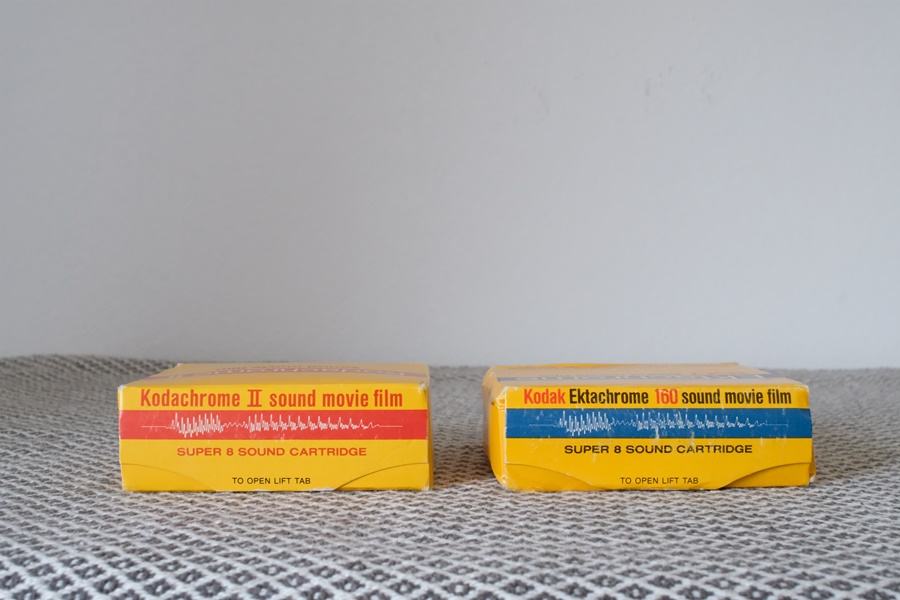 Kodachrome II sound movie film
SUPER 8 SOUND CARTRIDGE
TO OPEN LIFT TAB
Kodak Ektachrome 160 sound movie film
SUPER 8 SOUND CARTRIDGE
TO OPEN LIFT TAB